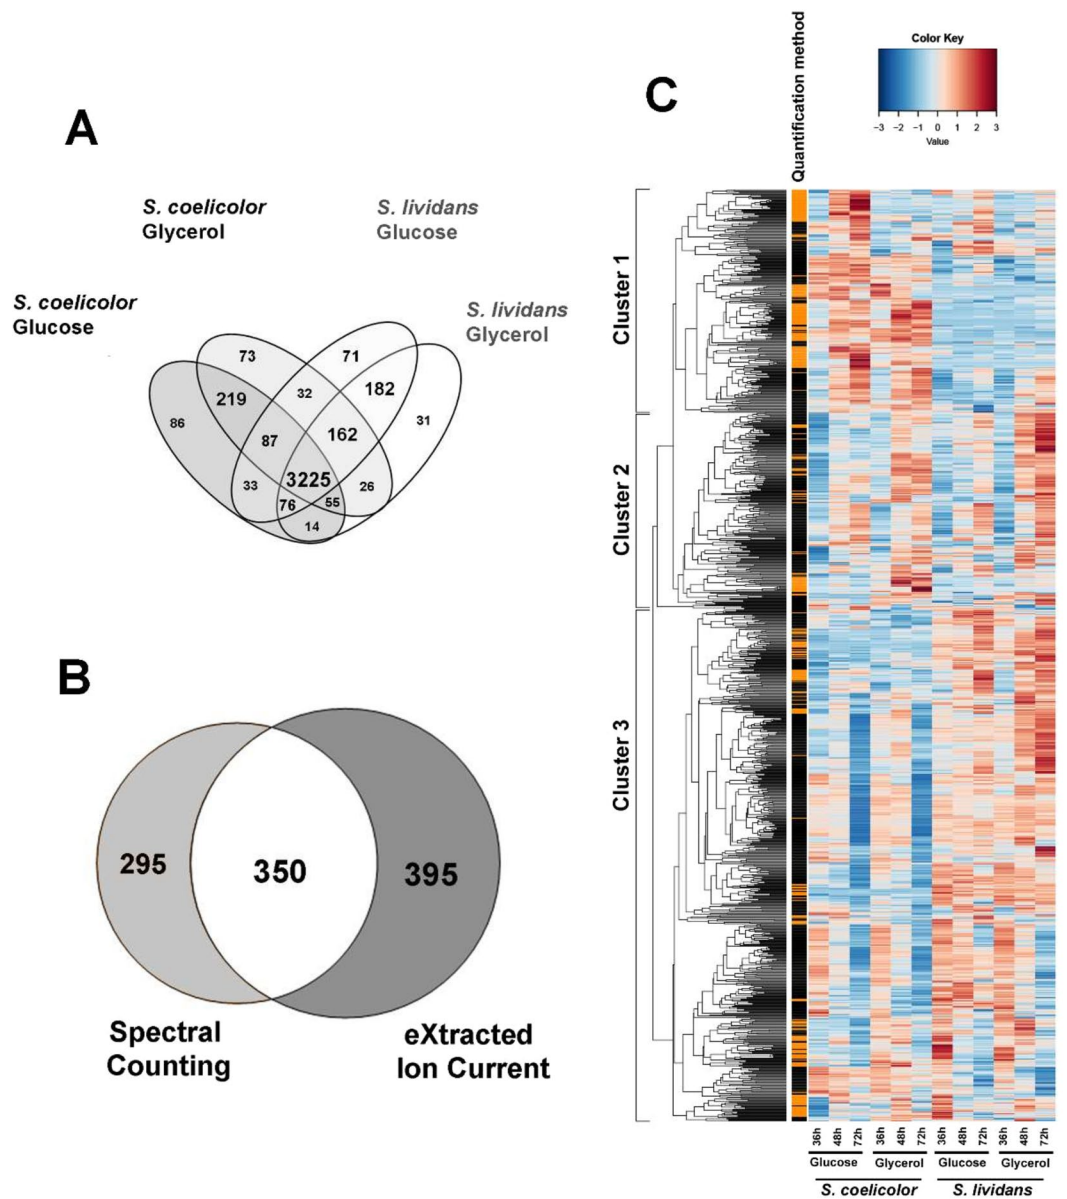 A
S. coelicolor
Glycerol
S. lividans
Glucose
S. coelicolor
Glucose
S. lividans
Glycerol
73
71
219
32
182
86
87
162
31
3225
33
76
55
26
14
B
295
350
395
Spectral
Counting
eXtracted
Ion Current
C
Quantification method
Color Key
−3 −2 −1 0 1 2 3
Value
Cluster 1
Cluster 2
Cluster 3
36h 48h 72h 36h 48h 72h 36h 48h 72h 36h 48h 72h
Glucose Glycerol Glucose Glycerol
S. coelicolor S. lividans